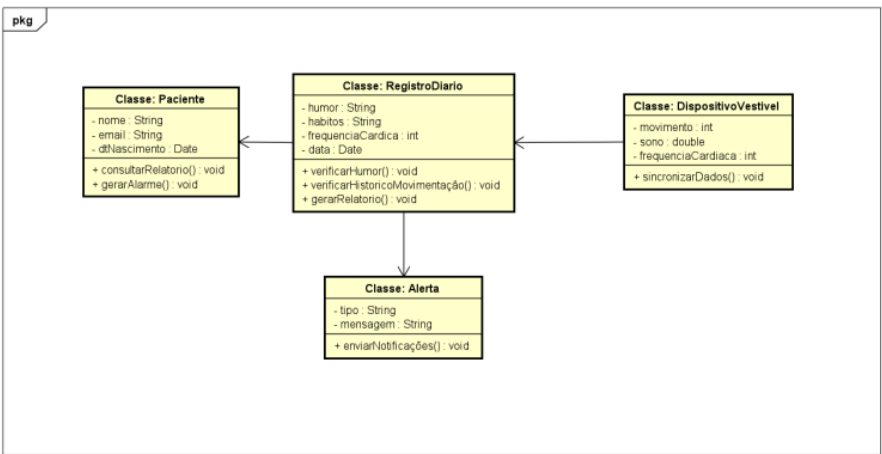 pkg
Classe: Paciente
- nome : String
- email : String
- dtNascimento : Date
+ consultarRelatorio() : void
+ gerarAlarme() : void
Classe: RegistroDiario
- humor : String
- habitos : String
- frequenciaCardica : int
- data : Date
+ verificarHumor() : void
+ verificarHistoricoMovimentação() : void
+ gerarRelatorio() : void
Classe: DispositivoVestivel
- movimento : int
- sono : double
- frequenciaCardiaca : int
+ sincronizarDados() : void
Classe: Alerta
- tipo : String
- mensagem : String
+ enviarNotificações() : void